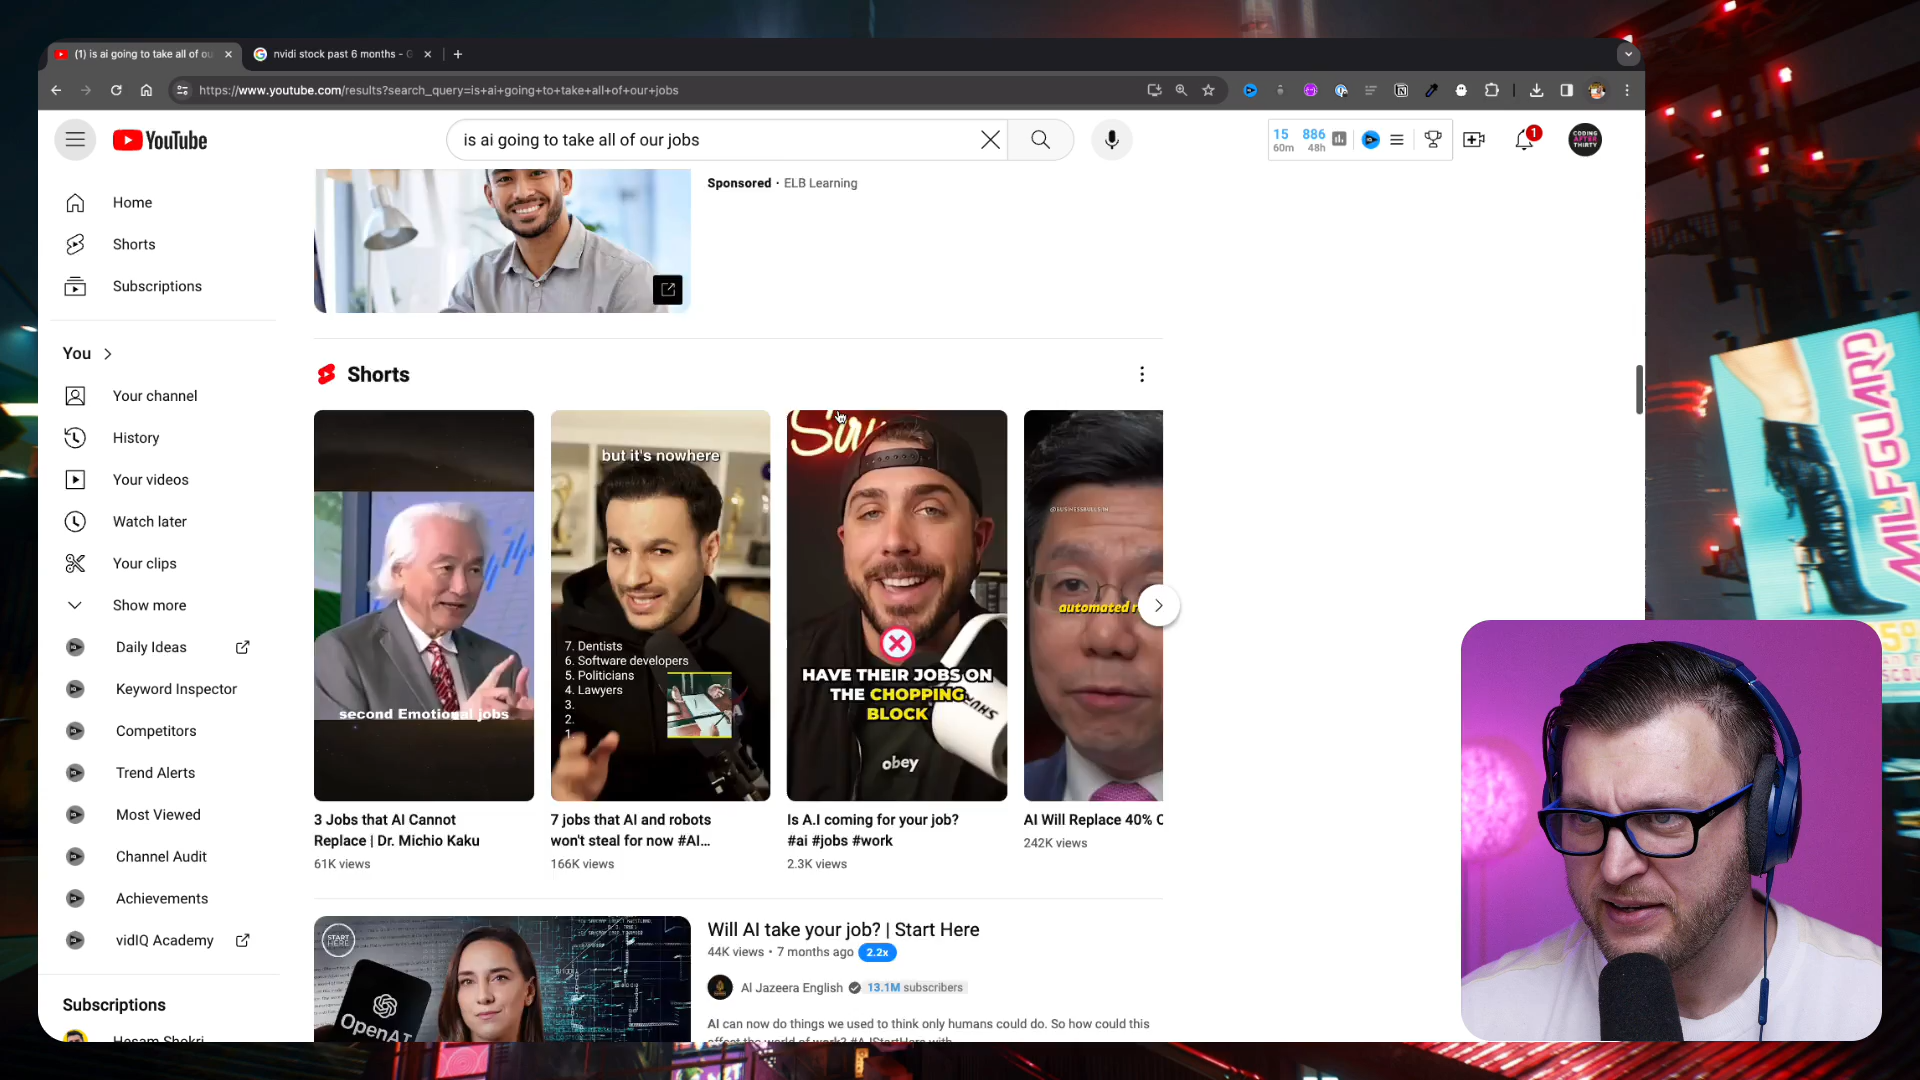 (1) is ai going to take all of ou
nvidi stock past 6 months - G
https://www.youtube.com/results?search_query=is+ai+going+to+take+all+of+our+jobs
YouTube
is ai going to take all of our jobs
15
60m
886
48h
1
CODING
AFTER
THIRTY
Home
Shorts
Subscriptions
You
Your channel
History
Your videos
Watch later
Your clips
Show more
Daily Ideas
Keyword Inspector
Competitors
Trend Alerts
Most Viewed
Channel Audit
Achievements
vidIQ Academy
Subscriptions
Hesam Shokri
Sponsored · ELB Learning
Shorts
second Emotional jobs
3 Jobs that AI Cannot
Replace | Dr. Michio Kaku
61K views
but it's nowhere
7. Dentists
6. Software developers
5. Politicians
4. Lawyers
3.
2.
1.
7 jobs that AI and robots
won't steal for now #AI...
166K views
HAVE THEIR JOBS ON
THE CHOPPING
BLOCK
obey
Is A.I coming for your job?
#ai #jobs #work
2.3K views
automated r
AI Will Replace 40% O
242K views
START
HERE
OpenAI
Will AI take your job? | Start Here
44K views • 7 months ago 2.2x
Al Jazeera English 13.1M subscribers
AI can now do things we used to think only humans could do. So how could this
MILFGUARD